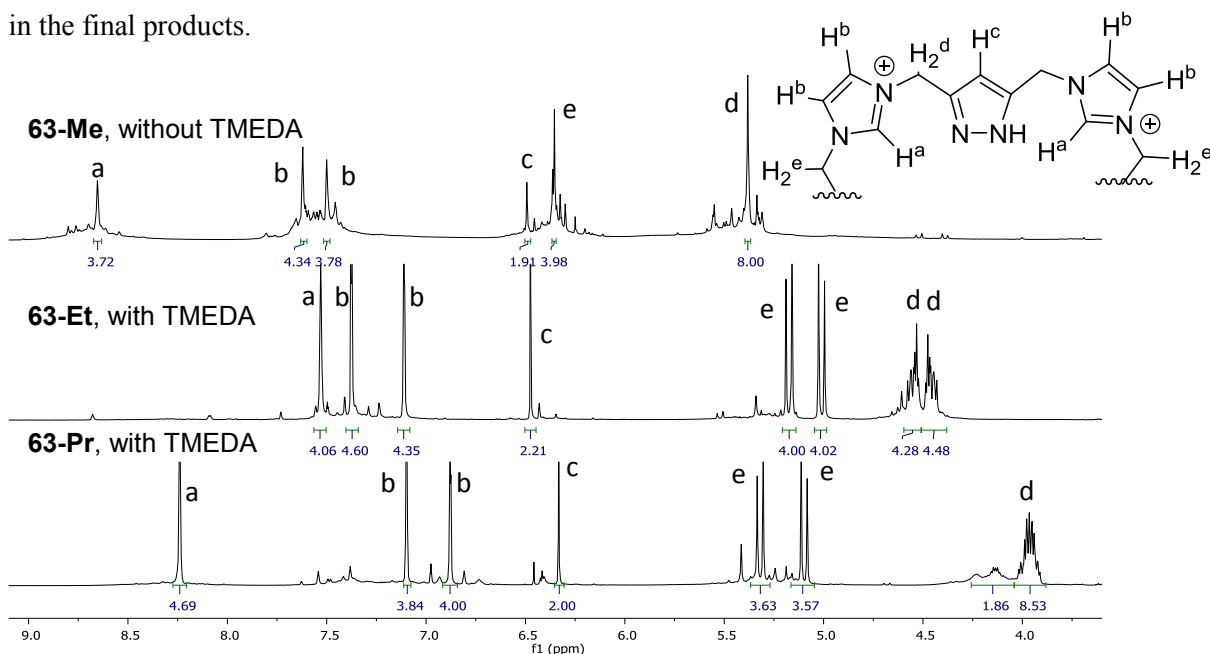 in the final products.
H^b
H^b
H_2^d
H^c
H^b
H^b
N
⊕
N
N
⊕
N
N
NH
H^a
H^a
H_2^e
H_2^e
63-Me, without TMEDA
a
b
b
c
e
d
3.72
4.34
3.78
1.91
3.98
8.00
63-Et, with TMEDA
a
b
b
c
e
e
d
d
4.06
4.60
4.35
2.21
4.00
4.02
4.28
4.48
63-Pr, with TMEDA
a
b
b
c
e
e
d
4.69
3.84
4.00
2.00
3.63
3.57
1.86
8.53
9.0
8.5
8.0
7.5
7.0
6.5
6.0
5.5
5.0
4.5
4.0
f1 (ppm)